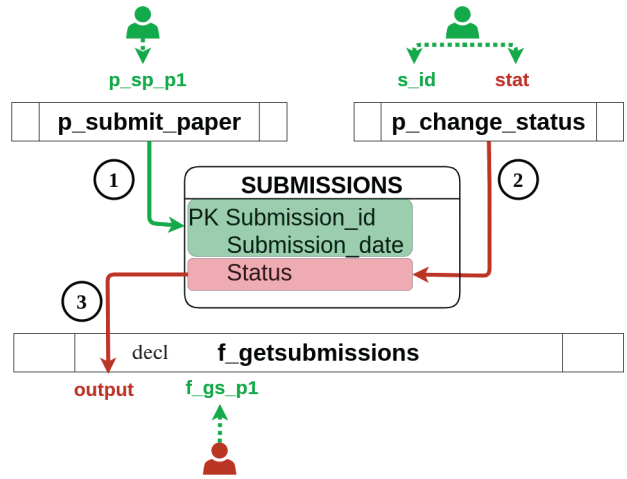 p_sp_p1
s_id
stat
p_submit_paper
p_change_status
1
2
SUBMISSIONS
PK Submission_id
Submission_date
Status
3
decl
f_getsubmissions
output
f_gs_p1